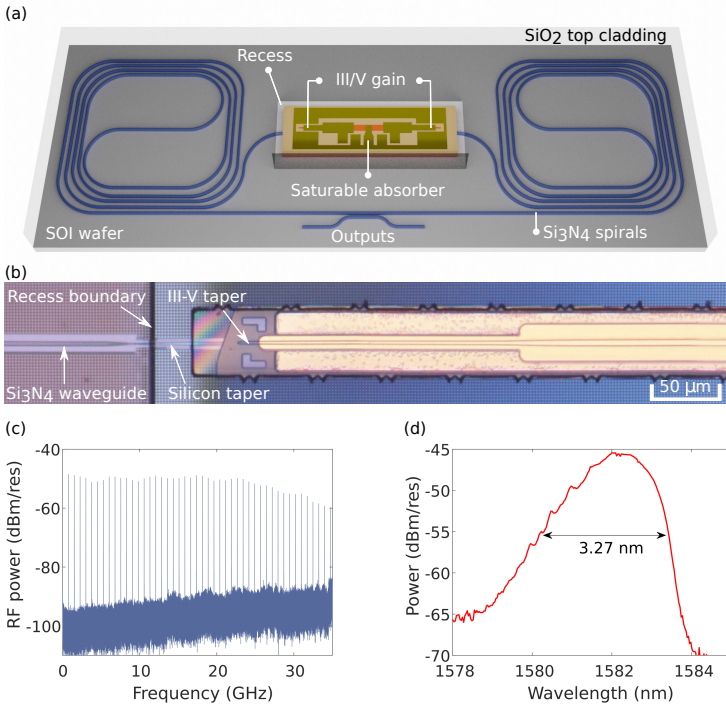 (a)
SiO2 top cladding
Recess
III/V gain
Saturable absorber
SOI wafer
Outputs
Si3N4 spirals
(b)
Recess boundary
III-V taper
Si3N4 waveguide
Silicon taper
50 μm
(c)
(d)
-40
-60
-80
-100
RF power (dBm/res)
0
10
20
30
Frequency (GHz)
-45
-50
-55
-60
-65
-70
Power (dBm/res)
3.27 nm
1578
1580
1582
1584
Wavelength (nm)